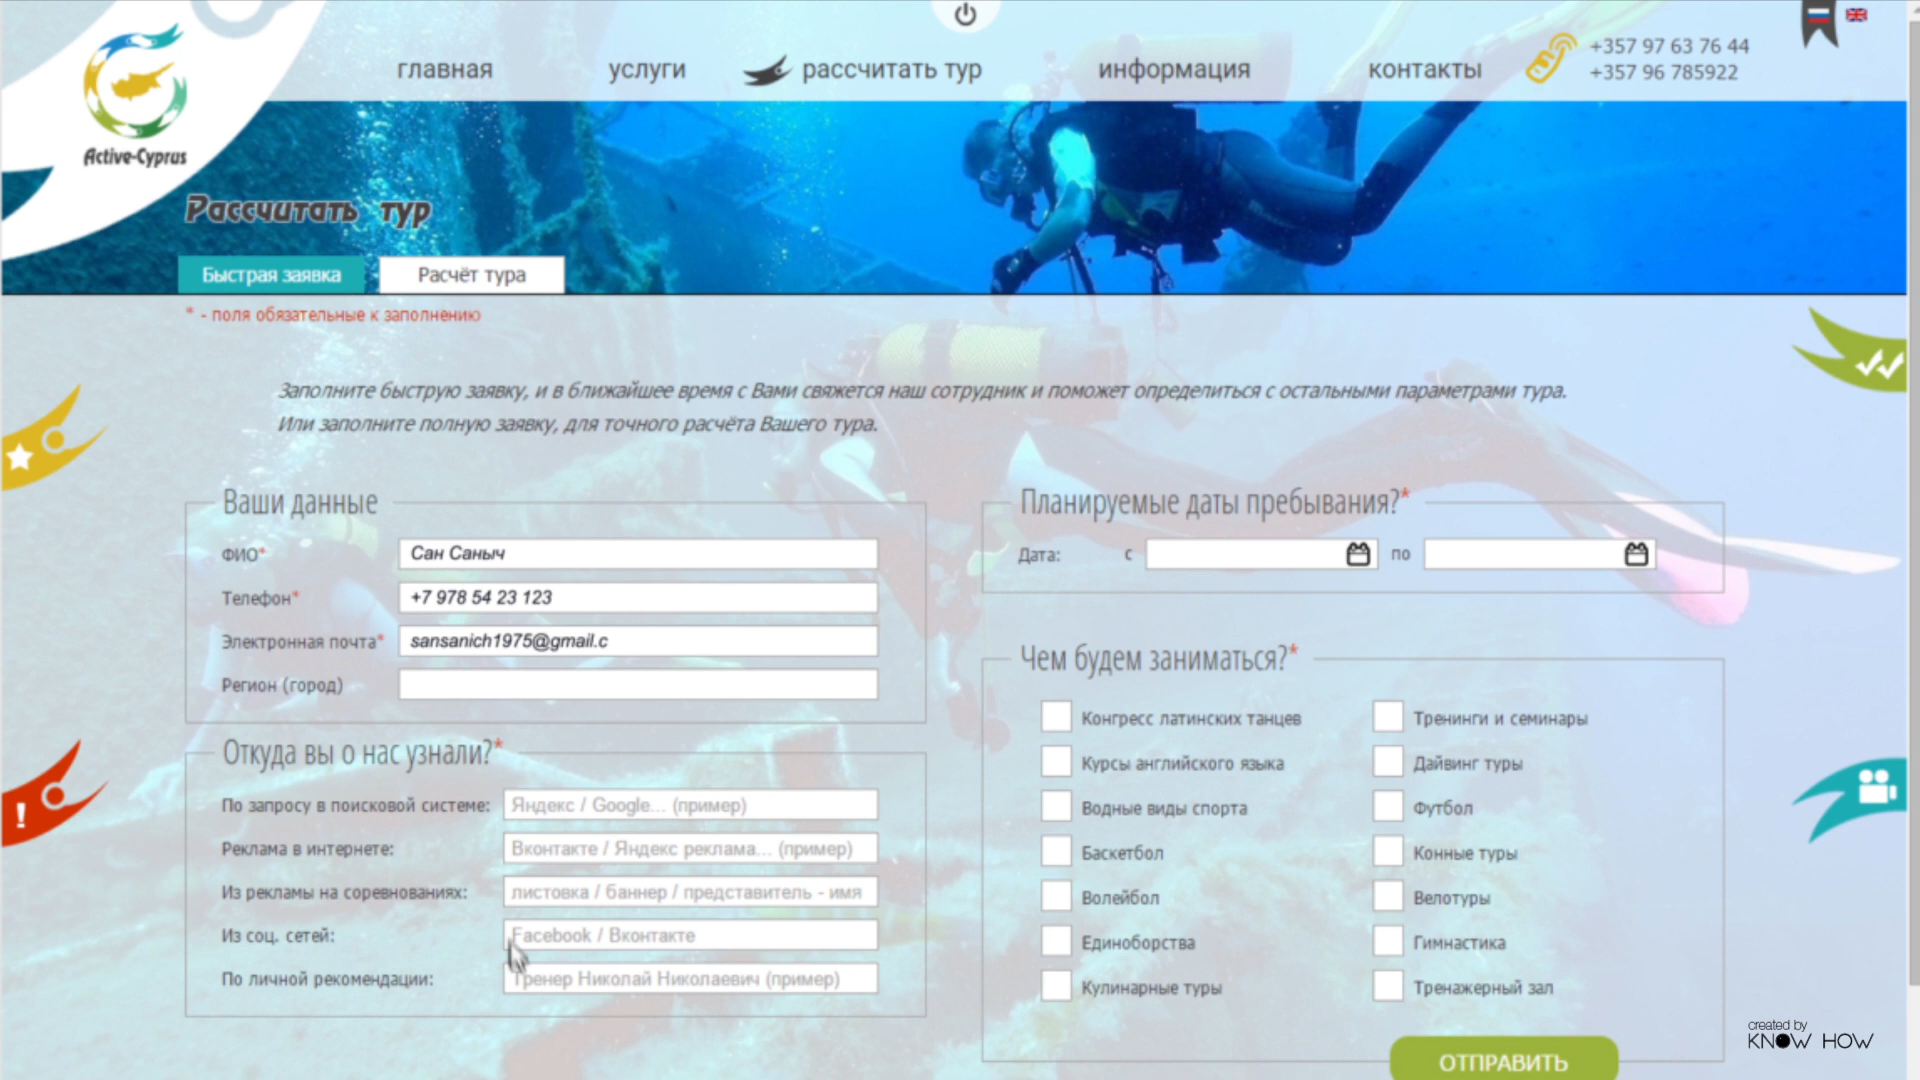 главная
услуги
рассчитать тур
информация
контакты
+357 97 63 76 44
+357 96 785922
Active-Cyprus
Рассчитать тур
Быстрая заявка
Расчёт тура
* - поля обязательные к заполнению
Заполните быструю заявку, и в ближайшее время с Вами свяжется наш сотрудник и поможет определиться с остальными параметрами тура.
Или заполните полную заявку, для точного расчёта Вашего тура.
Ваши данные
ФИО* Сан Саныч
Телефон* +7 978 54 23 123
Электронная почта* sansanich1975@gmail.c
Регион (город)
Откуда вы о нас узнали?*
По запросу в поисковой системе: Яндекс / Google... (пример)
Реклама в интернете: Вконтакте / Яндекс реклама... (пример)
Из рекламы на соревнованиях: листовка / баннер / представитель - имя
Из соц. сетей: Facebook / Вконтакте
По личной рекомендации: Тренер Николай Николаевич (пример)
Планируемые даты пребывания?*
Дата: с по
Чем будем заниматься?*
Конгресс латинских танцев
Тренинги и семинары
Курсы английского языка
Дайвинг туры
Водные виды спорта
Футбол
Баскетбол
Конные туры
Волейбол
Велотуры
Единоборства
Гимнастика
Кулинарные туры
Тренажерный зал
ОТПРАВИТЬ
created by
KNOW HOW